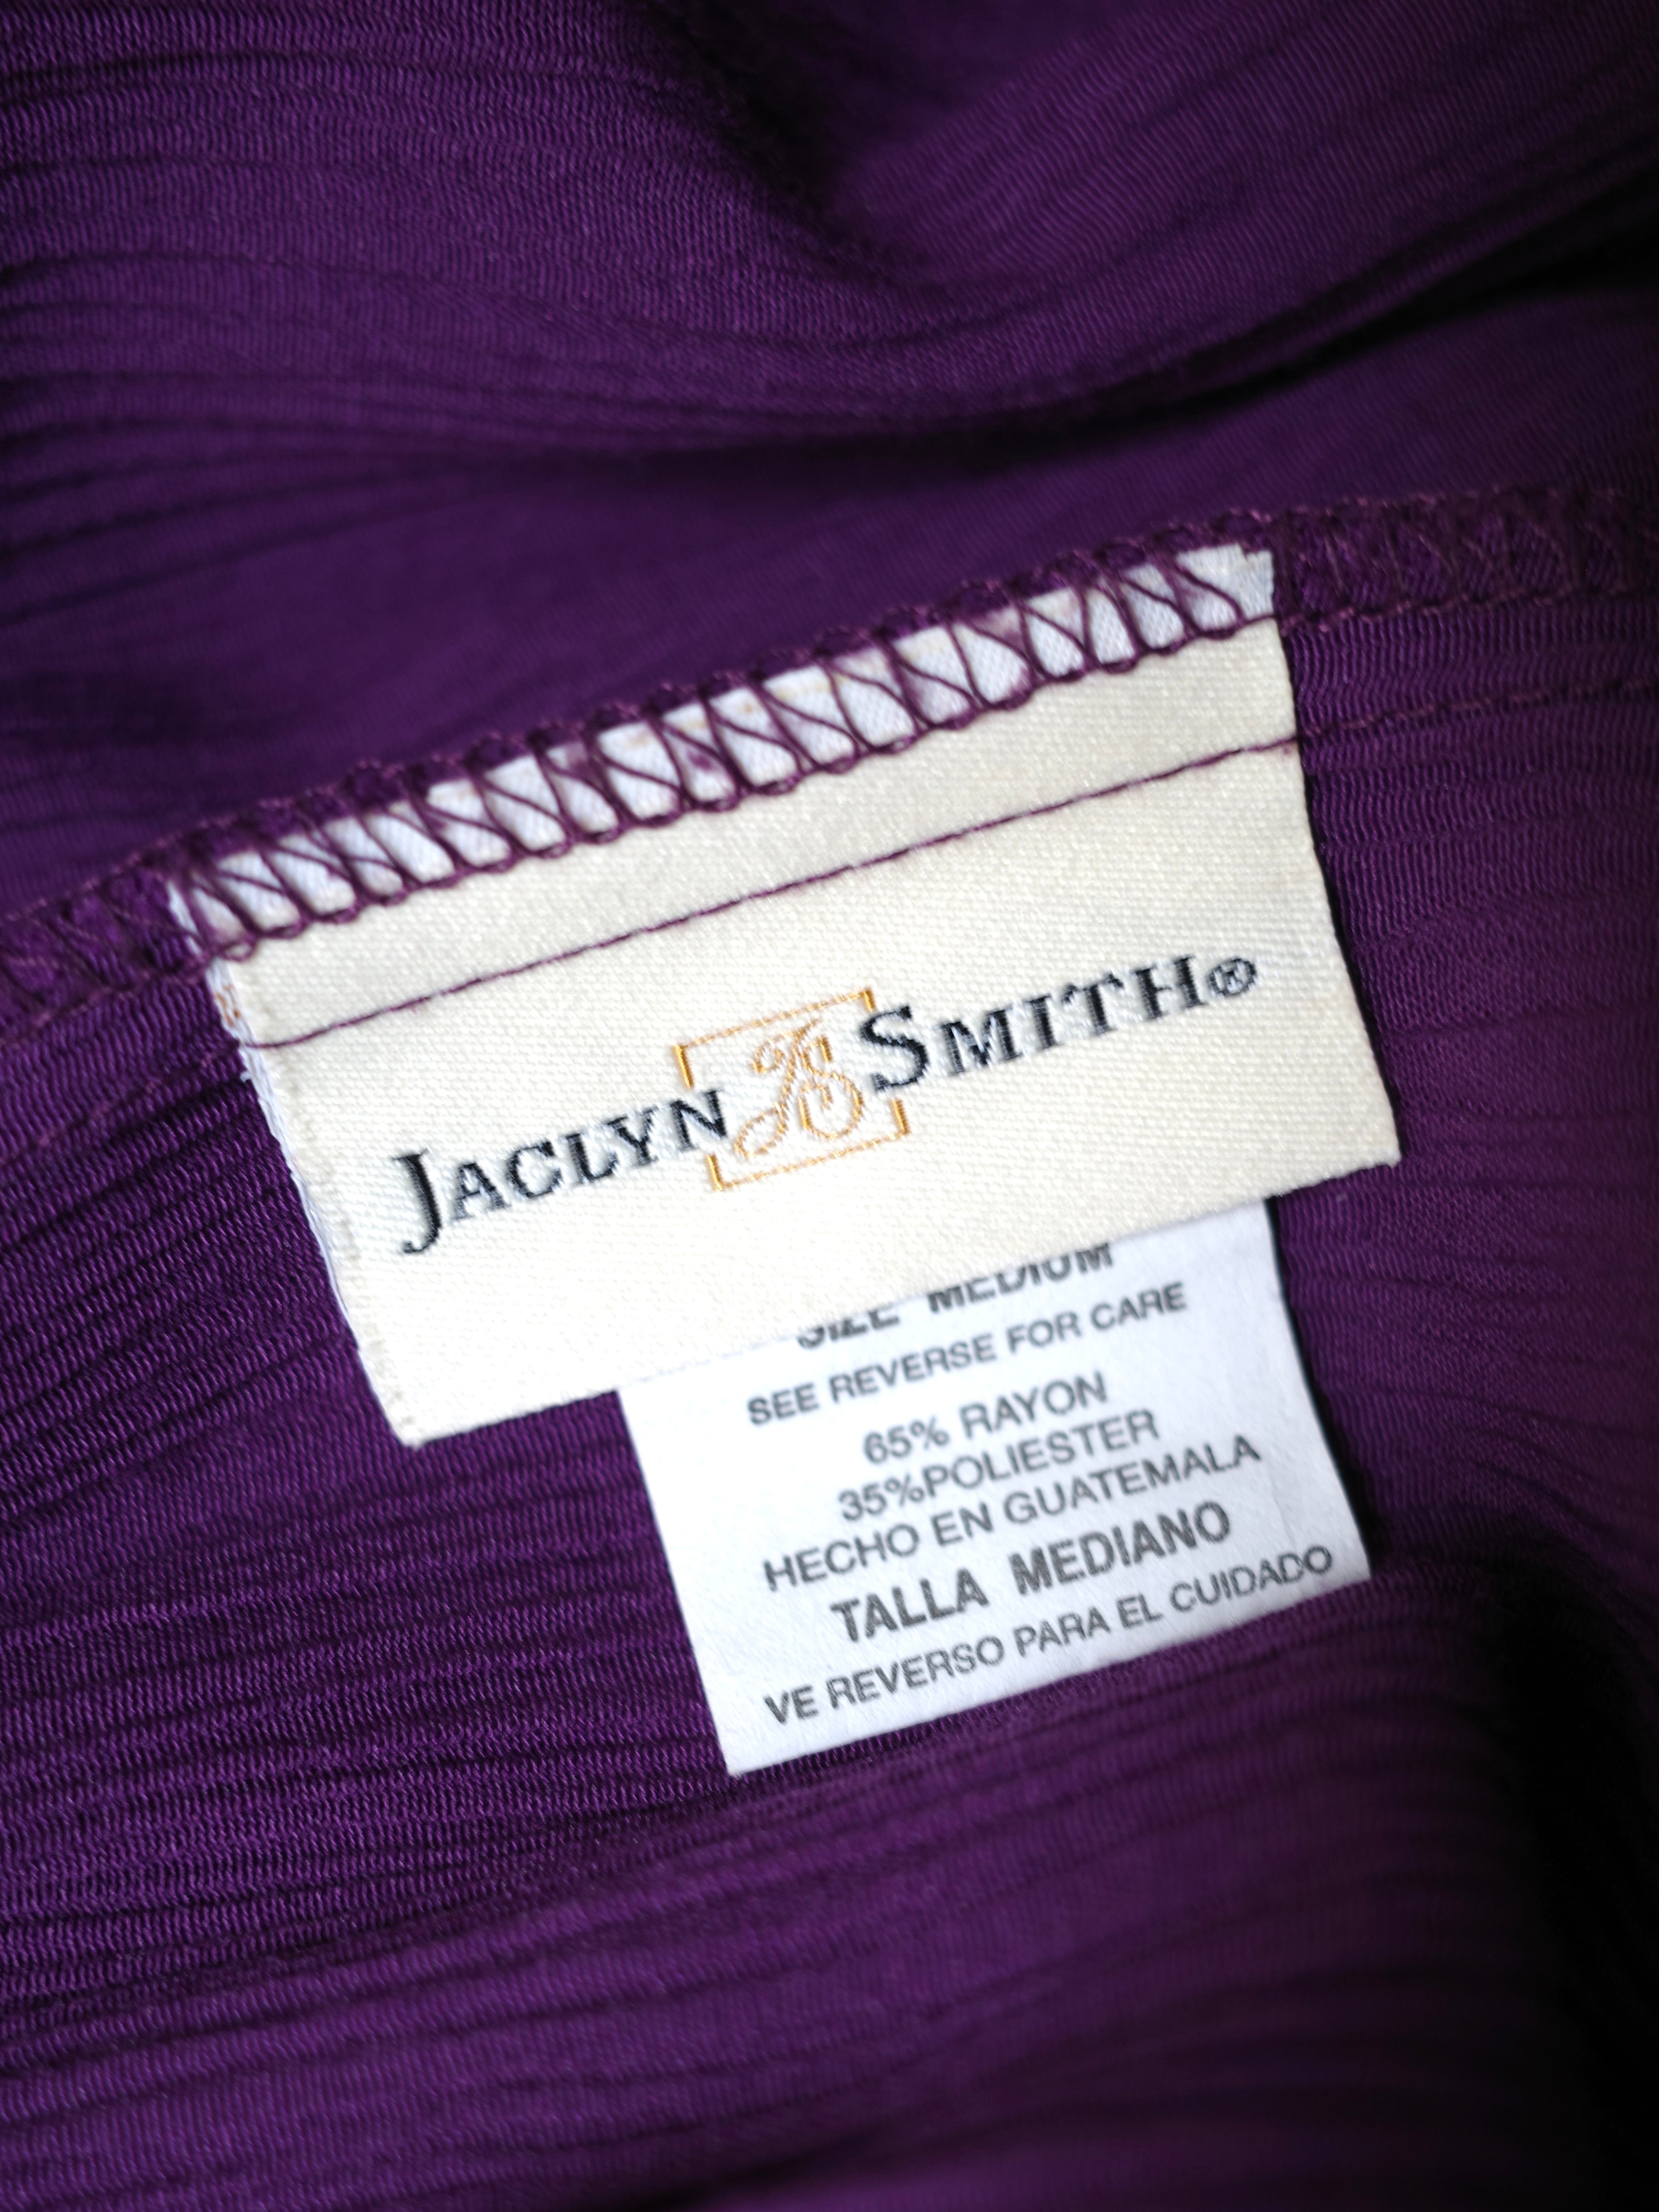 JACLYN JS SMITH®
SIZE MEDIUM
SEE REVERSE FOR CARE
65% RAYON
35%POLIESTER
HECHO EN GUATEMALA
TALLA MEDIANO
VE REVERSO PARA EL CUIDADO